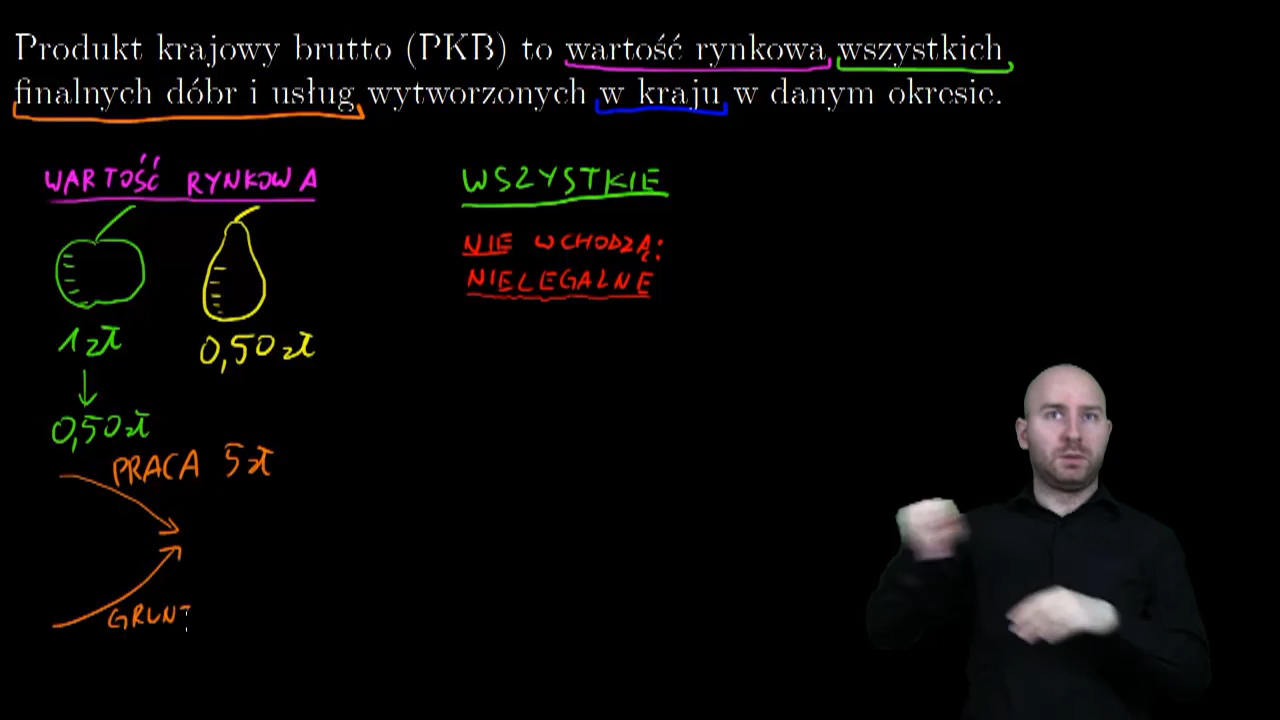 Produkt krajowy brutto (PKB) to wartość rynkowa wszystkich
finalnych dóbr i usług wytworzonych w kraju w danym okresie.
WARTOŚĆ RYNKOWA
1 zł
0,50 zł
0,50 zł
PRACA 5 zł
GRUNT
WSZYSTKIE
NIE WCHODZĄ:
NIELEGALNE